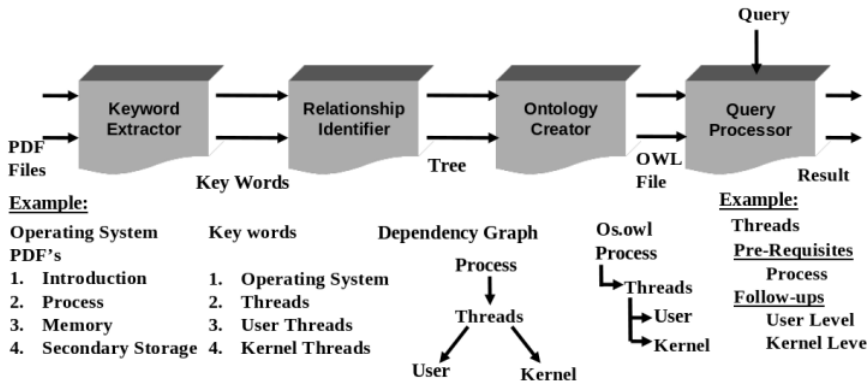 Query
Keyword
Extractor
Relationship
Identifier
Ontology
Creator
Query
Processor
PDF
Files
Key Words
Tree
OWL
File
Result
Example:
Operating System
PDF's
1. Introduction
2. Process
3. Memory
4. Secondary Storage
Key words
1. Operating System
2. Threads
3. User Threads
4. Kernel Threads
Dependency Graph
Process
Threads
User
Kernel
Os.owl
Process
Threads
User
Kernel
Example:
Threads
Pre-Requisites
Process
Follow-ups
User Level
Kernel Leve